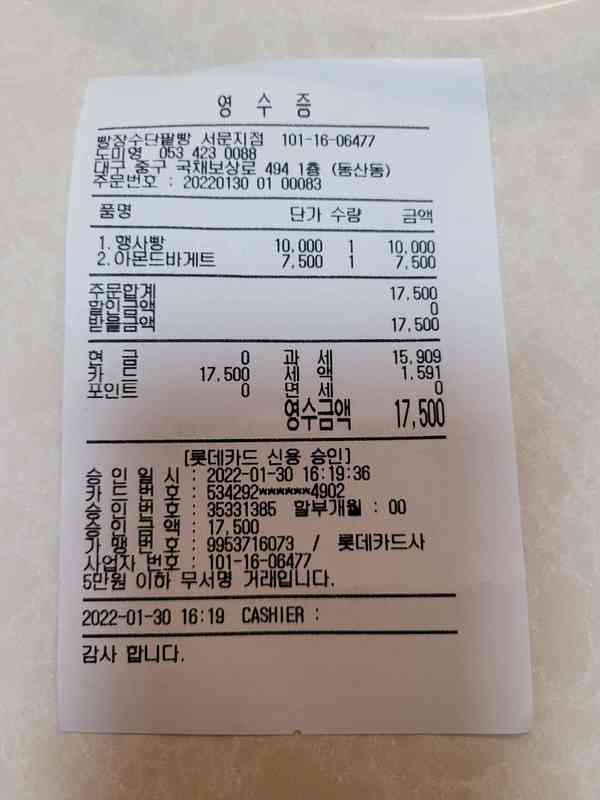 영 수 증
빵장수단팥빵 서문지점 101-16-06477
도미영 053 423 0088
대구 중구 국채보상로 494 1층 (동산동)
주문번호 : 20220130 01 00083
품명 단가 수량 금액
1. 행사빵 10,000 1 10,000
2. 아몬드바게트 7,500 1 7,500
주문합계 17,500
할인금액 0
받을금액 17,500
현 금 0 과 세 15,909
카 드 17,500 세 액 1,591
포인트 0 면 세 0
영수금액 17,500
[롯데카드 신용 승인]
승 인 일 시 : 2022-01-30 16:19:36
카 드 번 호 : 534292******4902
승 인 번 호 : 35331385 할부개월 : 00
승 인 금 액 : 17,500
가 맹 번 호 : 9953716073 / 롯데카드사
사업자 번호 : 101-16-06477
5만원 이하 무서명 거래입니다.
2022-01-30 16:19 CASHIER :
감사 합니다.